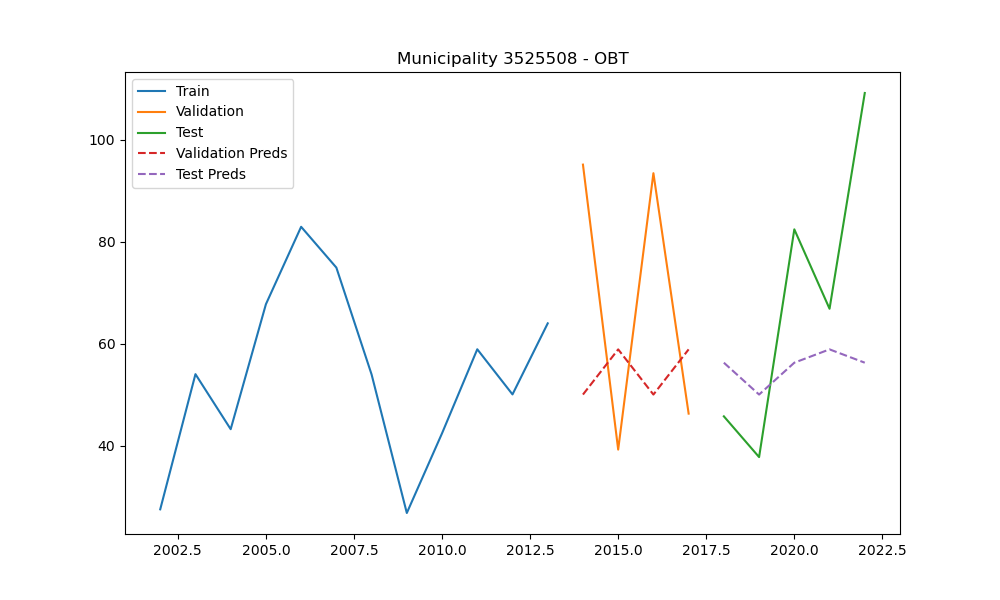 Municipality 3525508 - OBT
Train
Validation
Test
Validation Preds
Test Preds
100
80
60
40
2002.5 2005.0 2007.5 2010.0 2012.5 2015.0 2017.5 2020.0 2022.5